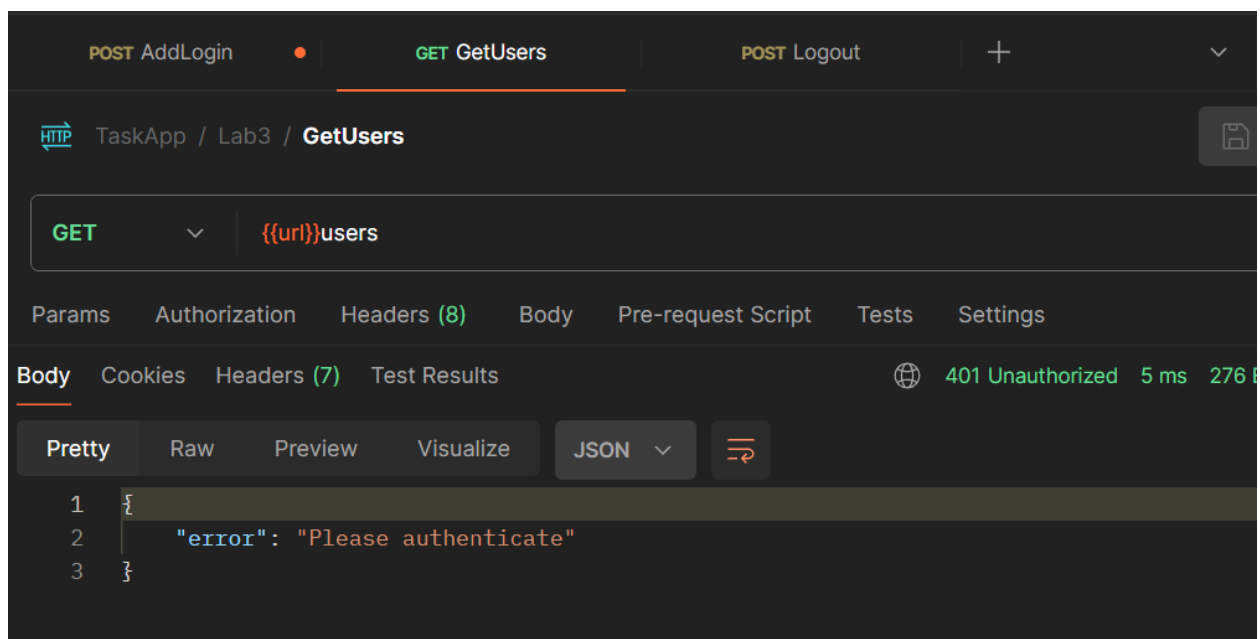 POST AddLogin GET GetUsers POST Logout
HTTP TaskApp / Lab3 / GetUsers
GET {{url}}users
Params Authorization Headers (8) Body Pre-request Script Tests Settings
Body Cookies Headers (7) Test Results 401 Unauthorized 5 ms 276
Pretty Raw Preview Visualize JSON
1 {
2 "error": "Please authenticate"
3 }